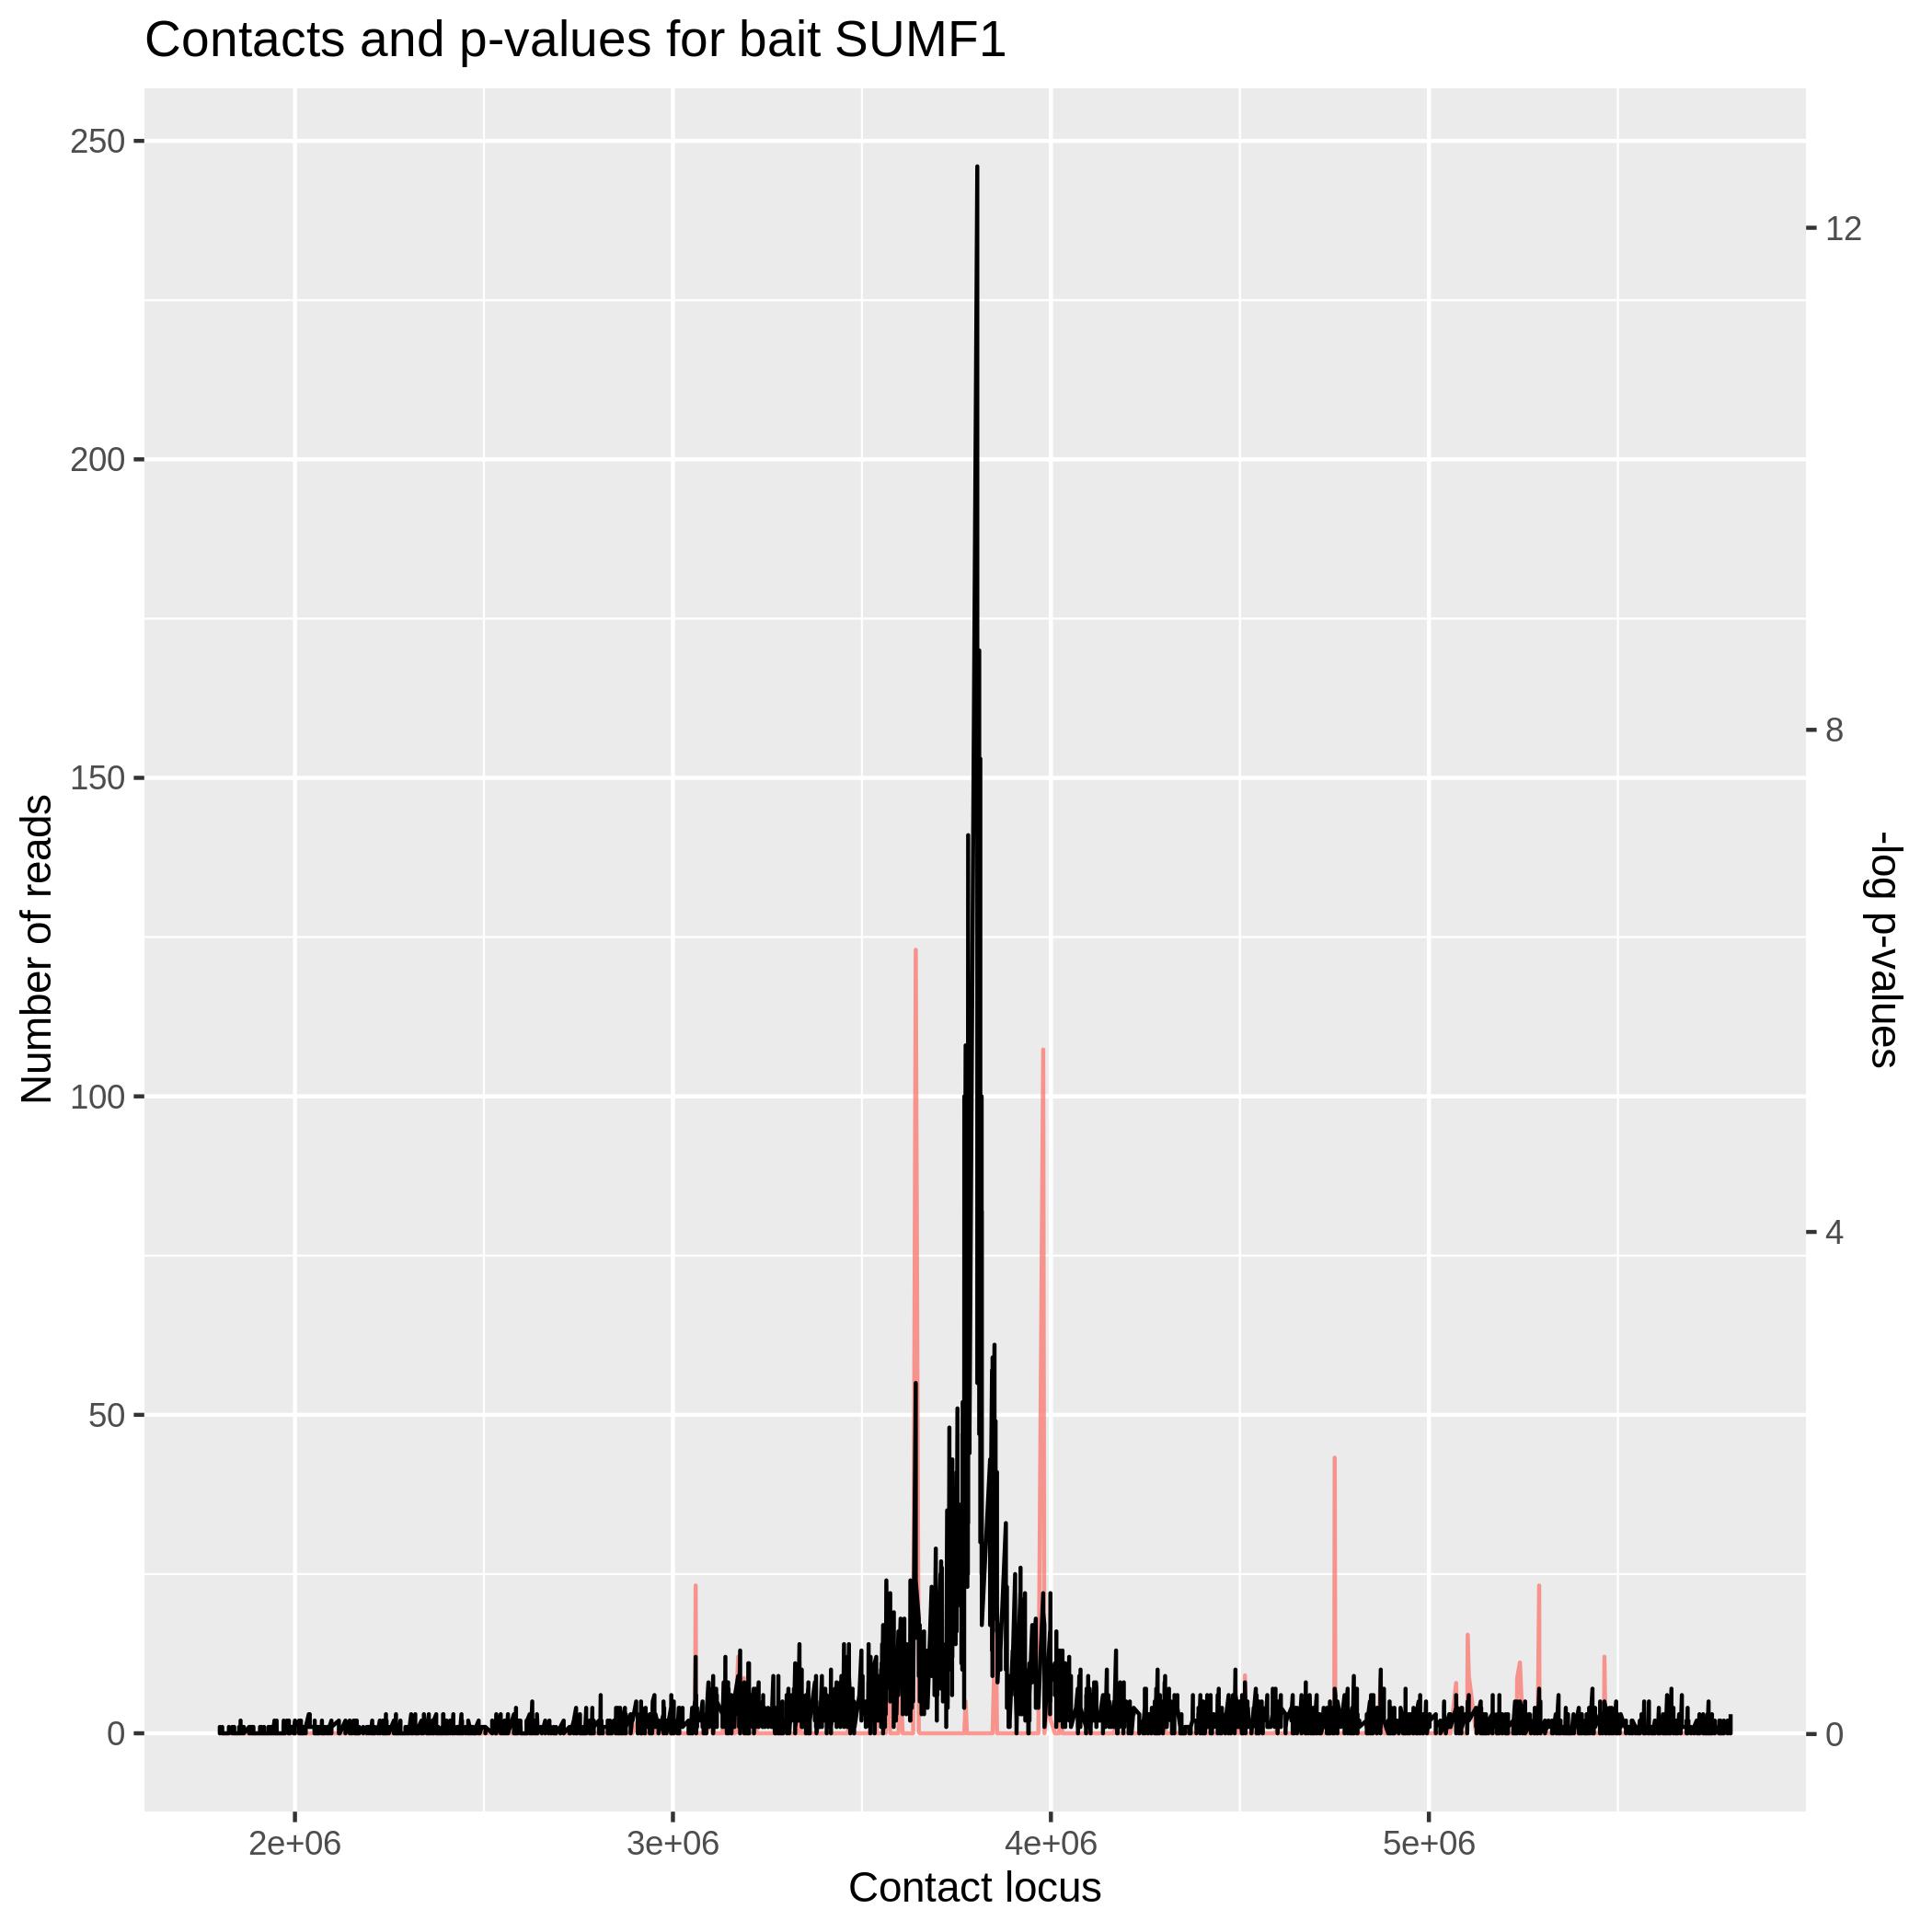 Contacts and p-values for bait SUMF1
250
200
150
100
50
0
Number of reads
12
8
4
0
-log p-values
2e+06
3e+06
4e+06
5e+06
Contact locus